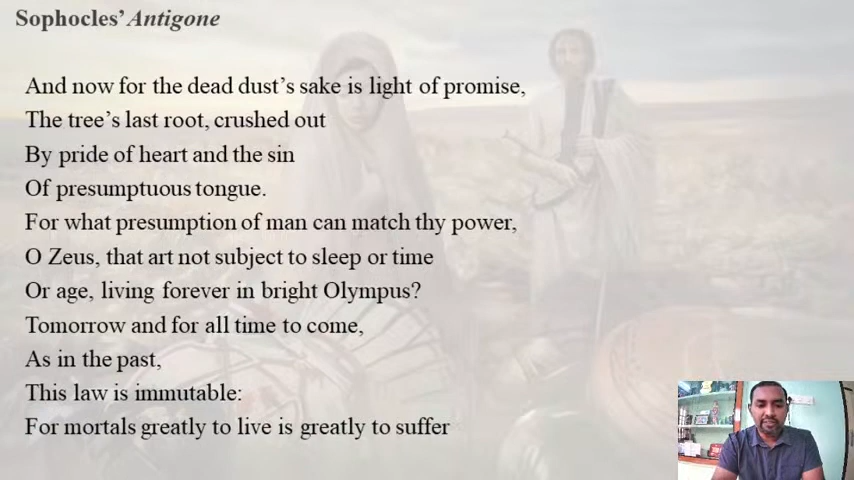 Sophocles’ Antigone
And now for the dead dust’s sake is light of promise,
The tree’s last root, crushed out
By pride of heart and the sin
Of presumptuous tongue.
For what presumption of man can match thy power,
O Zeus, that art not subject to sleep or time
Or age, living forever in bright Olympus?
Tomorrow and for all time to come,
As in the past,
This law is immutable:
For mortals greatly to live is greatly to suffer